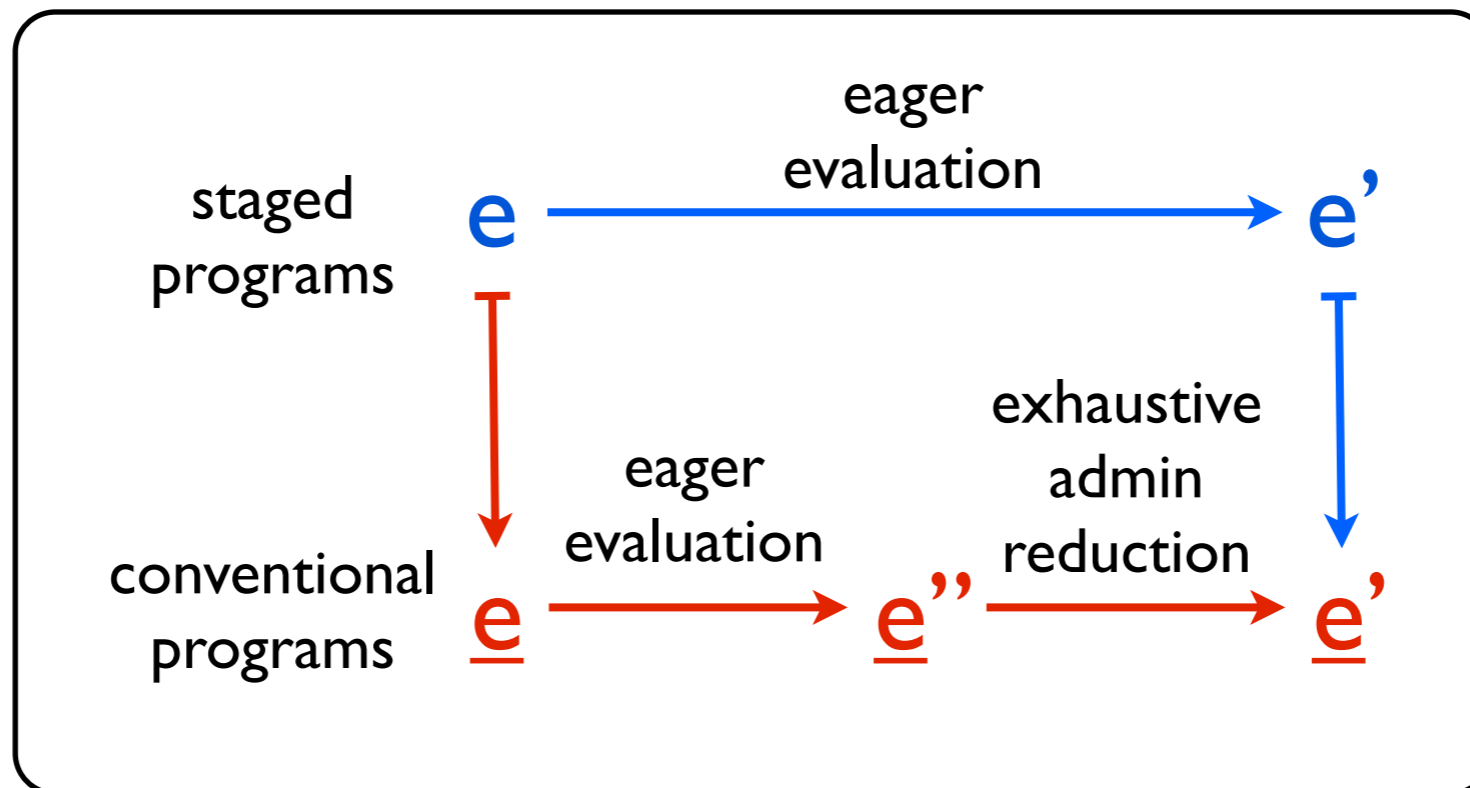 eager
evaluation
staged
programs
e
e’
exhaustive
admin
reduction
eager
evaluation
conventional
programs
e
e’’
e’